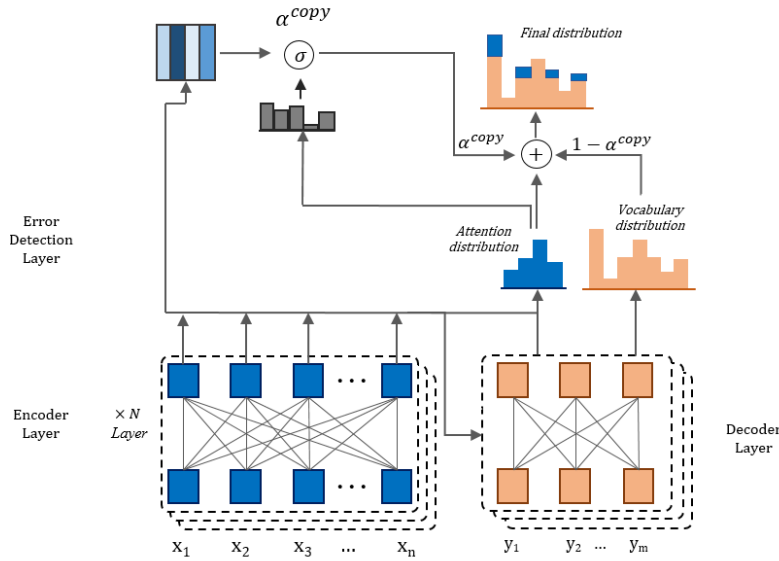 α^copy
σ
Final distribution
α^copy
+
1 − α^copy
Error
Detection
Layer
Attention
distribution
Vocabulary
distribution
Encoder
Layer
× N
Layer
...
...
Decoder
Layer
x₁ x₂ x₃ ... xₙ
y₁ y₂ ... yₘ